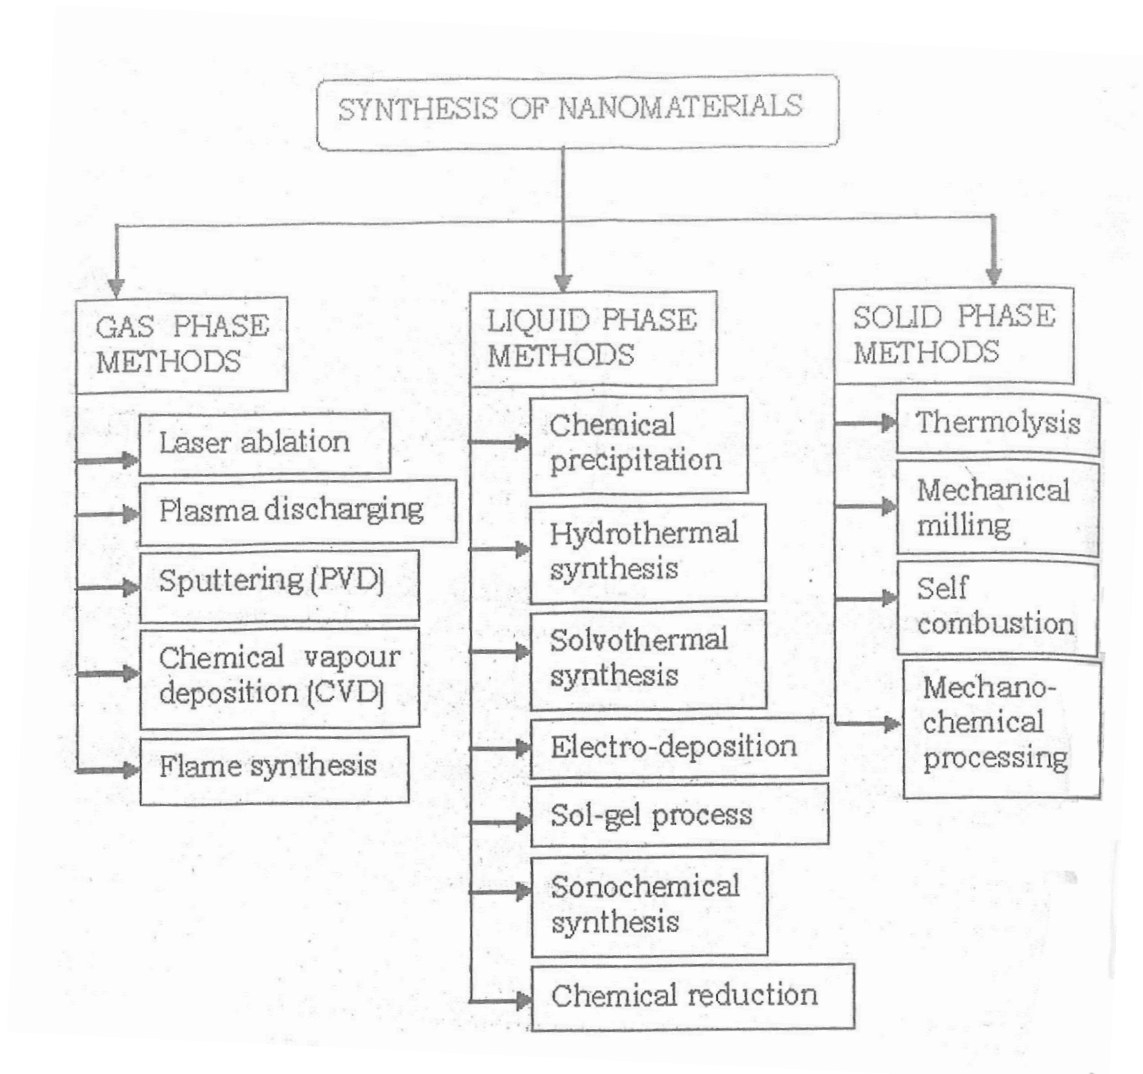 SYNTHESIS OF NANOMATERIALS
GAS PHASE
METHODS
Laser ablation
Plasma discharging
Sputtering (PVD)
Chemical vapour
deposition (CVD)
Flame synthesis
LIQUID PHASE
METHODS
Chemical
precipitation
Hydrothermal
synthesis
Solvothermal
synthesis
Electro-deposition
Sol-gel process
Sonochemical
synthesis
Chemical reduction
SOLID PHASE
METHODS
Thermolysis
Mechanical
milling
Self
combustion
Mechano-
chemical
processing